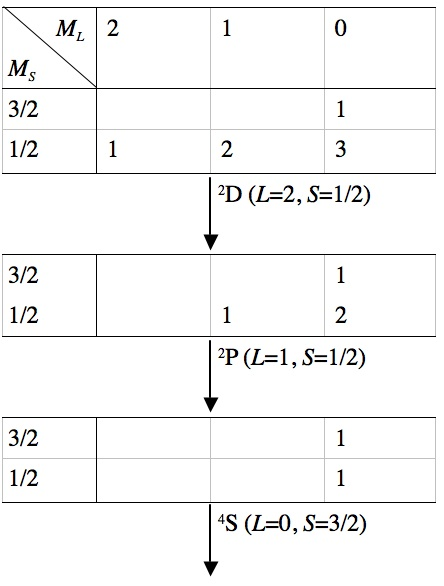 M_L 2 1 0
M_S
3/2 1
1/2 1 2 3
²D (L=2, S=1/2)
3/2 1
1/2 1 2
²P (L=1, S=1/2)
3/2 1
1/2 1
⁴S (L=0, S=3/2)